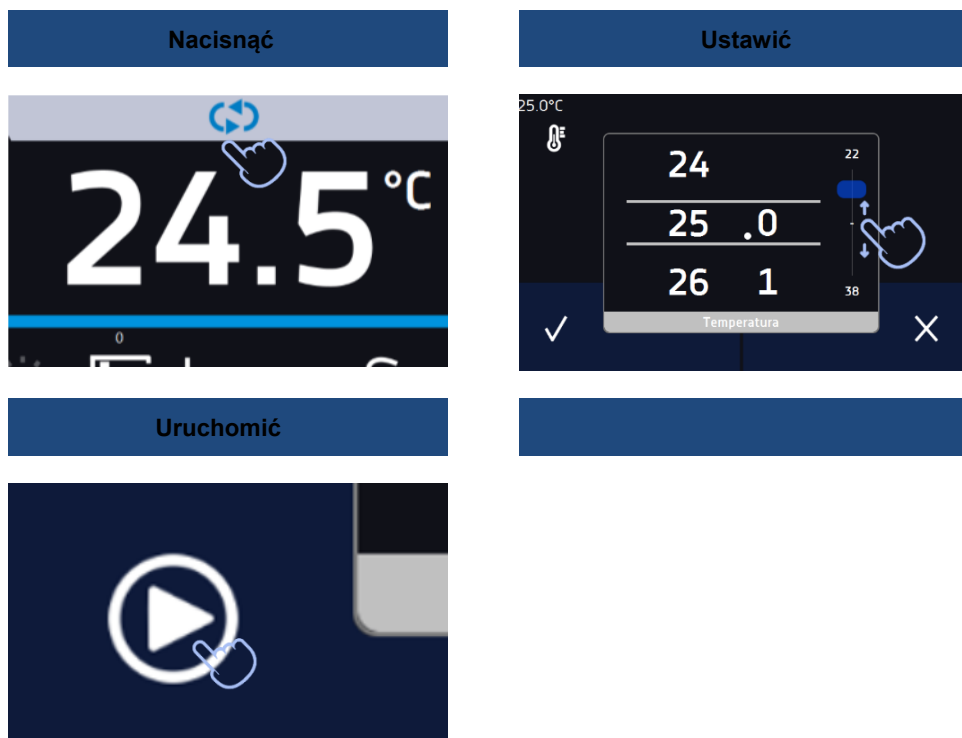 Nacisnąć
Ustawić
24.5°C
0
25.0°C
24
22
25 .0
26 1
38
Temperatura
Uruchomić